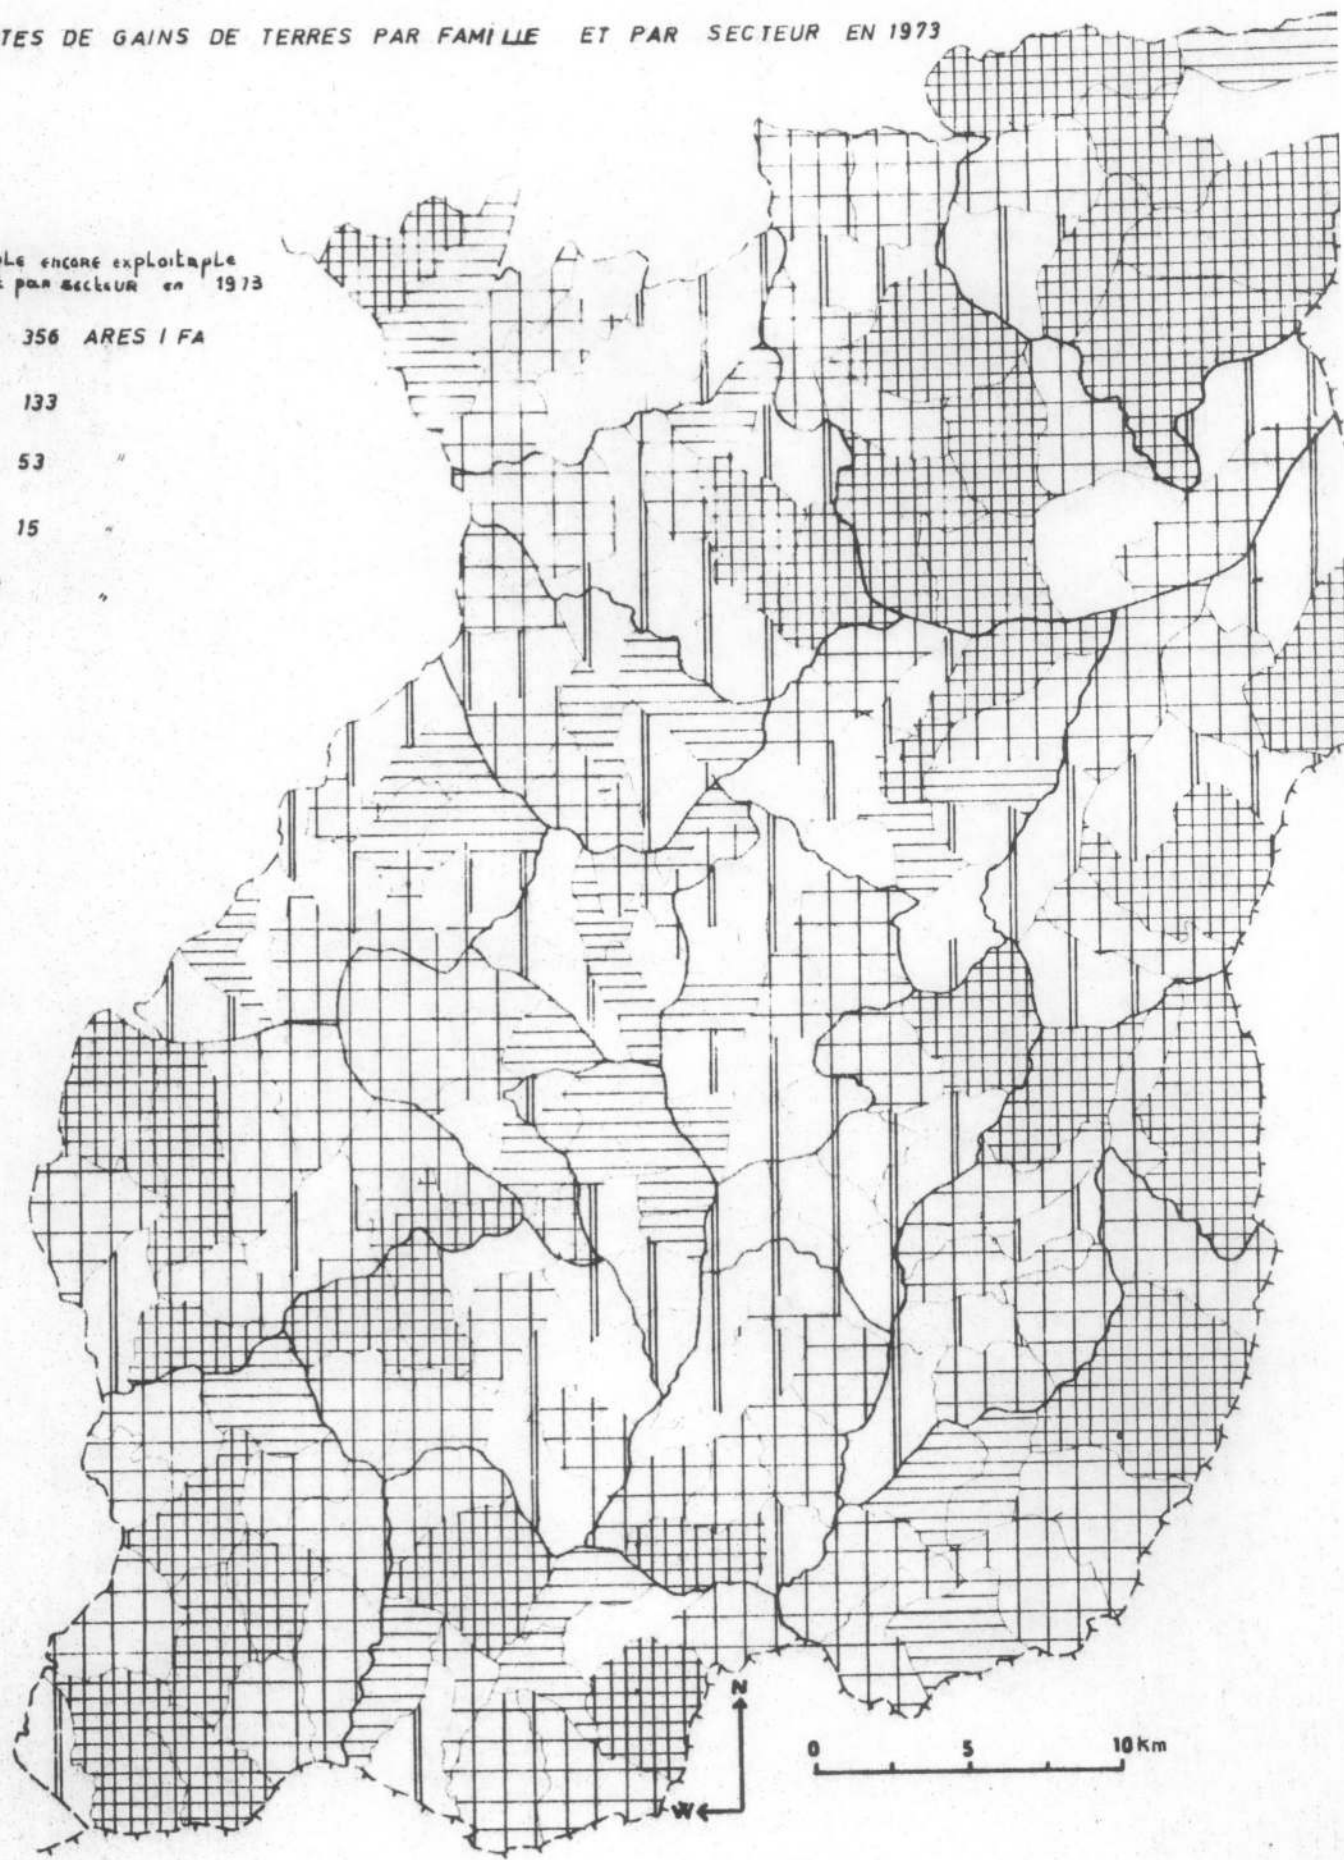 TES DE GAINS DE TERRES PAR FAMILLE ET PAR SECTEUR EN 1973
LE ENCORE exploitable
par secteur en 1973
356 ARES / FA
133
53 "
15 "
"
N
W
0 5 10 km